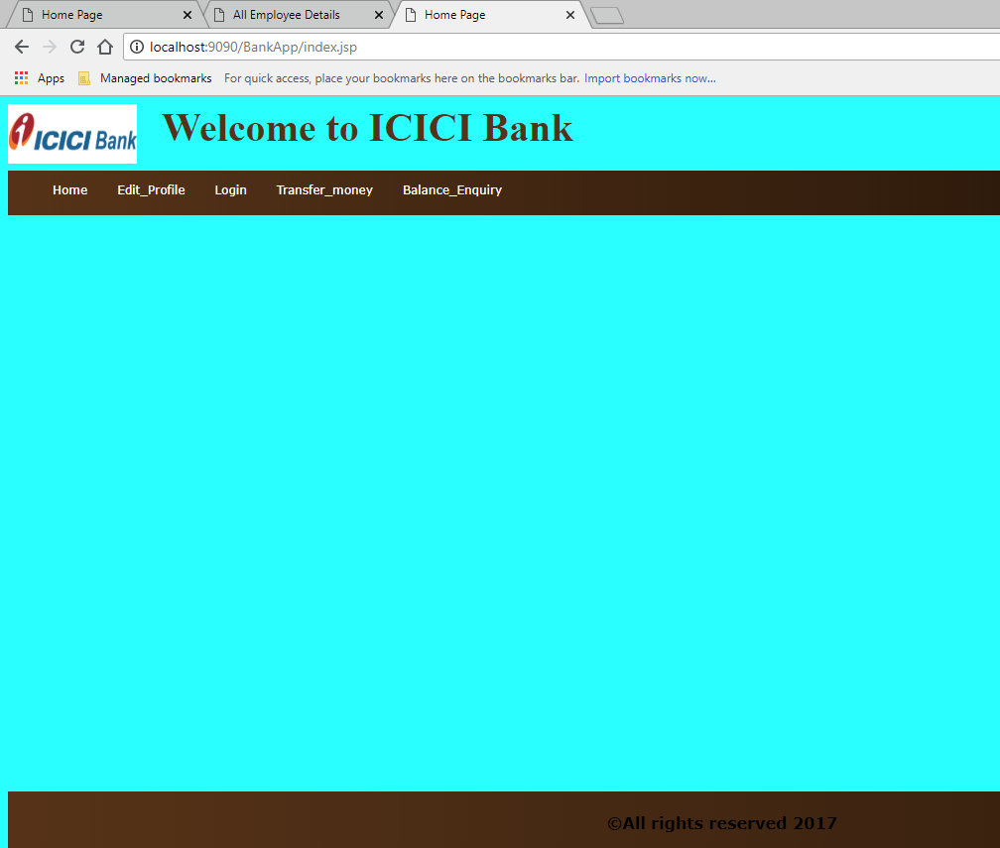 Home Page
All Employee Details
Home Page
localhost:9090/BankApp/index.jsp
Apps
Managed bookmarks
For quick access, place your bookmarks here on the bookmarks bar. Import bookmarks now...
ICICI Bank
Welcome to ICICI Bank
Home Edit_Profile Login Transfer_money Balance_Enquiry
©All rights reserved 2017